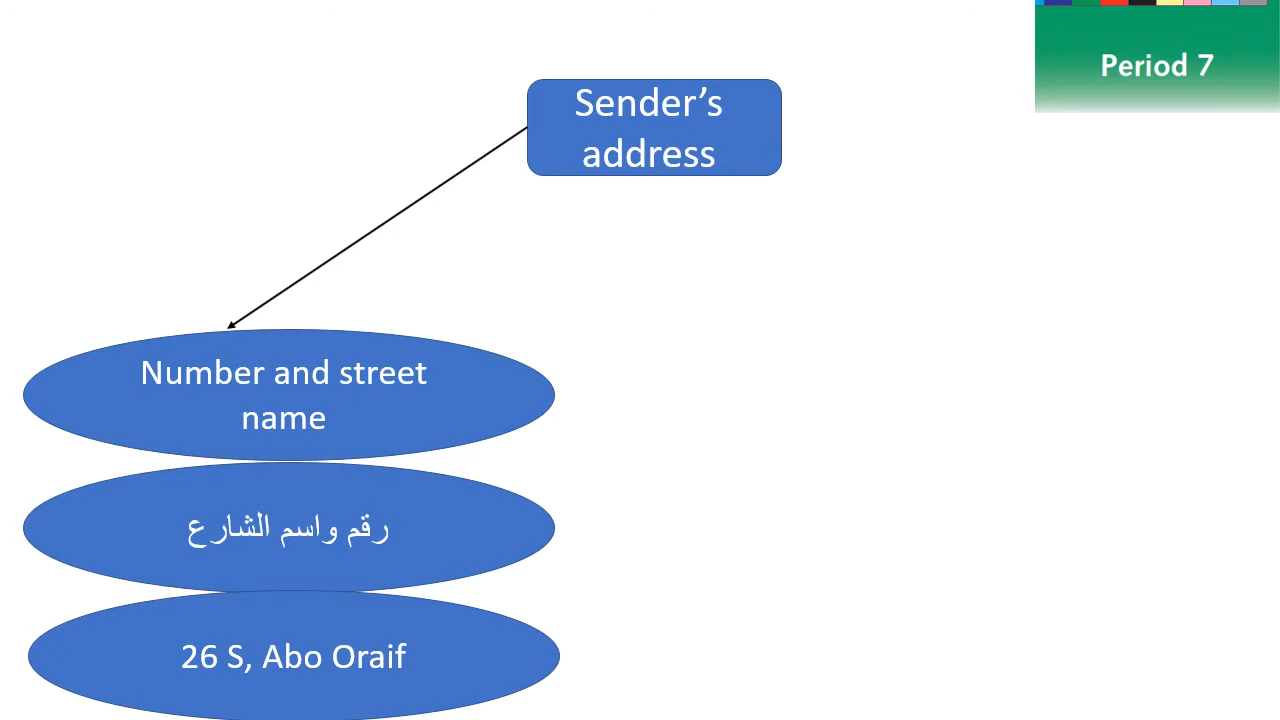 Period 7
Sender’s
address
Number and street
name
رقم واسم الشارع
26 S, Abo Oraif